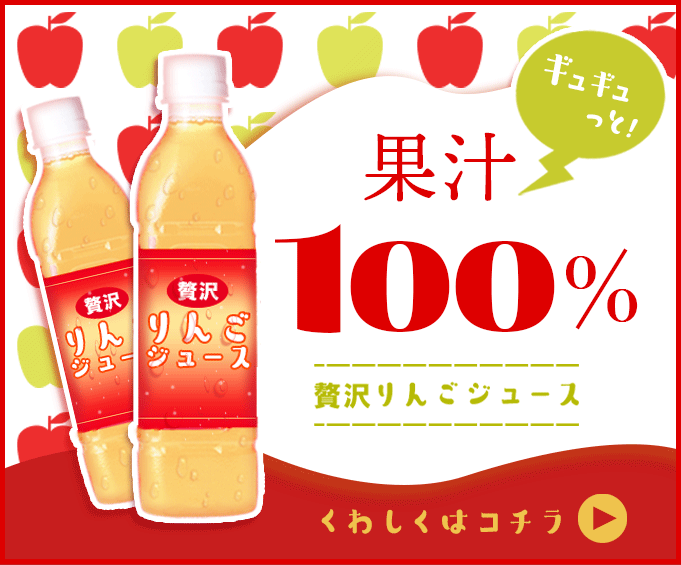 ギュギュ
っと!
果汁
100%
贅沢りんごジュース
贅沢
りんご
ジュース
贅沢
りん
ジュー
くわしくはコチラ